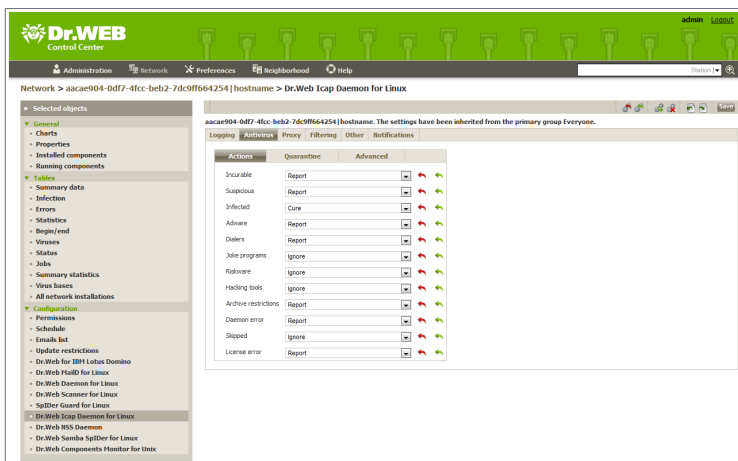 admin Logout
Dr.WEB
Control Center
Administration Network Preferences Neighborhood Help Station
Network > aacae904-0df7-4fcc-beb2-7dc9ff664254|hostname > Dr.Web Icap Daemon for Linux
Selected objects
Save
General
Charts
Properties
Installed components
Running components
Tables
Summary data
Infection
Errors
Statistics
Begin/end
Viruses
Status
Jobs
Summary statistics
Virus bases
All network installations
Configuration
Permissions
Schedule
Emails list
Update restrictions
Dr.Web for IBM Lotus Domino
Dr.Web MailD for Linux
Dr.Web Daemon for Linux
Dr.Web Scanner for Linux
SpIDer Guard for Linux
Dr.Web Icap Daemon for Linux
Dr.Web NSS Daemon
Dr.Web Samba SpIDer for Linux
Dr.Web Components Monitor for Unix
aacae904-0df7-4fcc-beb2-7dc9ff664254|hostname. The settings have been inherited from the primary group Everyone.
Logging Antivirus Proxy Filtering Other Notifications
Actions Quarantine Advanced
Incurable Report
Suspicious Report
Infected Cure
Adware Report
Dialers Report
Joke programs Ignore
Riskware Ignore
Hacking tools Ignore
Archive restrictions Report
Daemon error Report
Skipped Ignore
License error Report